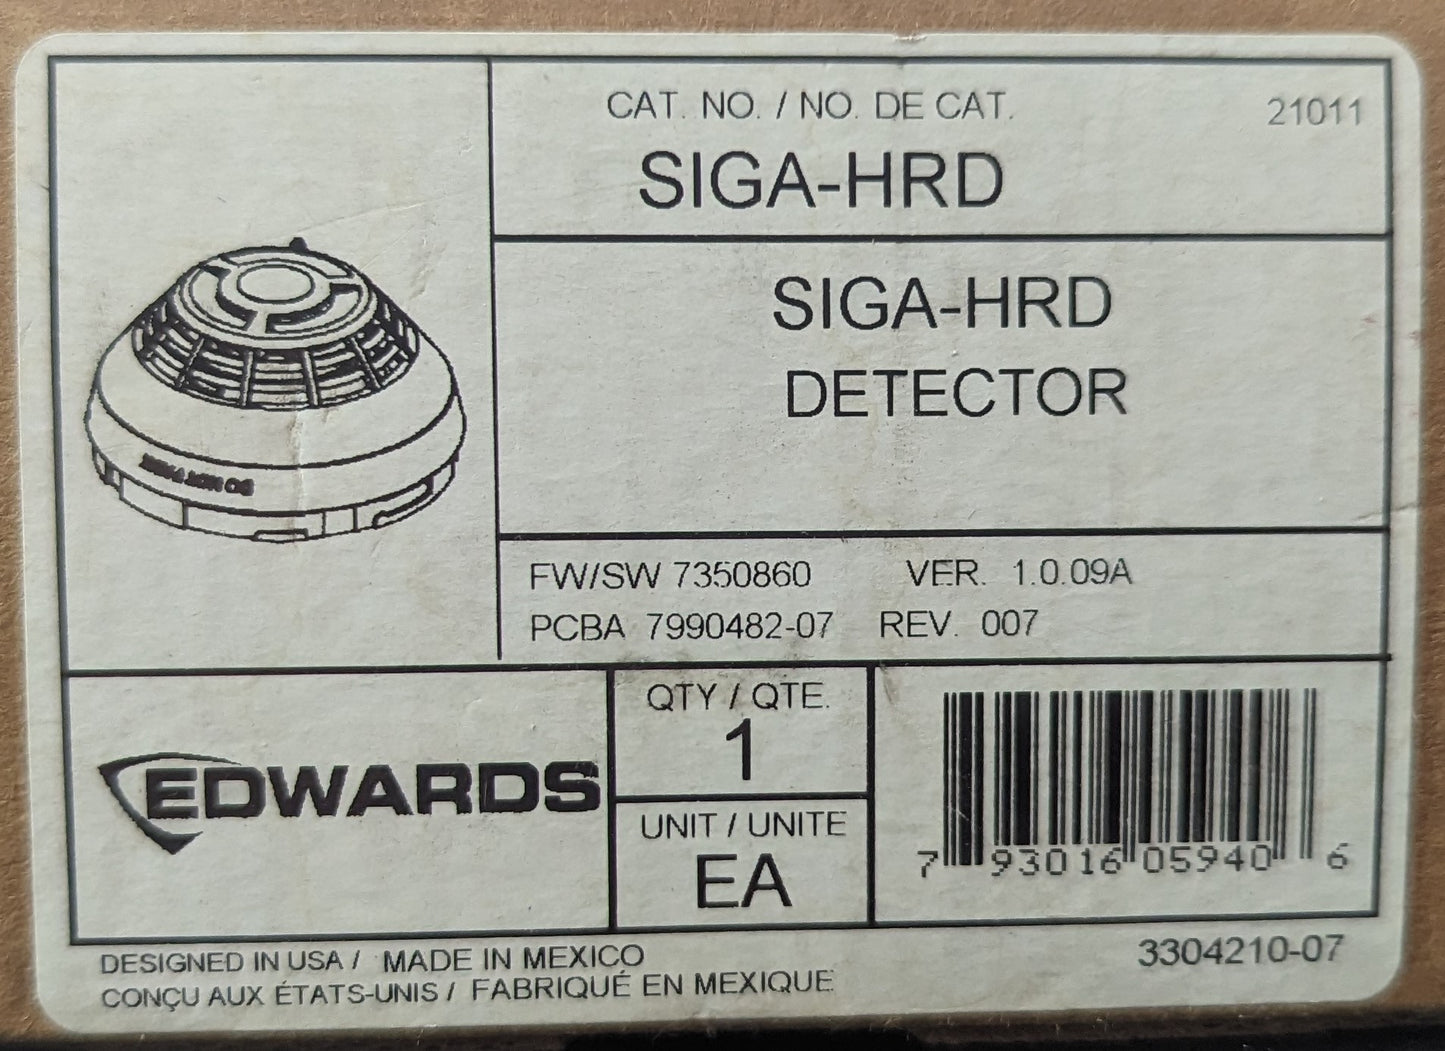 CAT. NO. / NO. DE CAT.
21011
SIGA-HRD
SIGA-HRD
DETECTOR
FW/SW 7350860 VER. 1.0.09A
PCBA 7990482-07 REV. 007
EDWARDS
QTY / QTE.
1
UNIT / UNITE
EA
7 93016 05940 6
DESIGNED IN USA / MADE IN MEXICO
CONÇU AUX ÉTATS-UNIS / FABRIQUÉ EN MEXIQUE
3304210-07